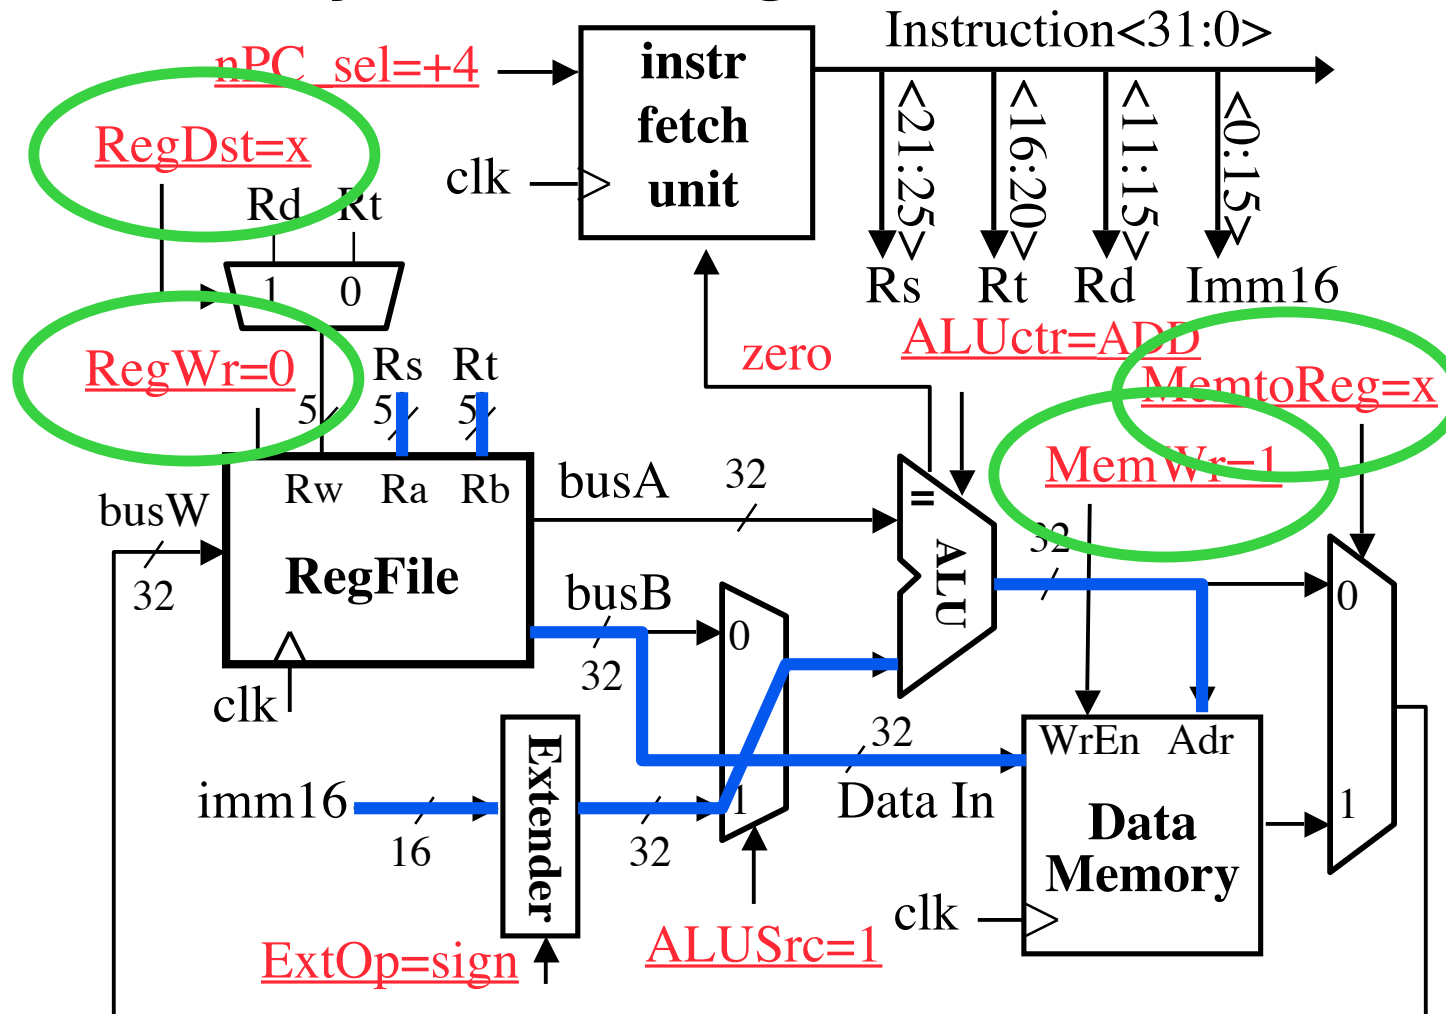 Instruction<31:0>
nPC_sel=+4
instr
fetch
unit
<21:25>
<16:20>
<11:15>
<0:15>
RegDst=x
clk
Rd
Rt
Rs
Rt
Rd
Imm16
1
0
zero
ALUctr=ADD
RegWr=0
Rs
Rt
MemtoReg=x
5
5
5
MemWr=1
Rw
Ra
Rb
busA
32
=
busW
32
RegFile
ALU
32
busB
0
0
32
clk
32
WrEn
Adr
Extender
imm16
16
32
1
Data In
Data
Memory
1
clk
ExtOp=sign
ALUSrc=1